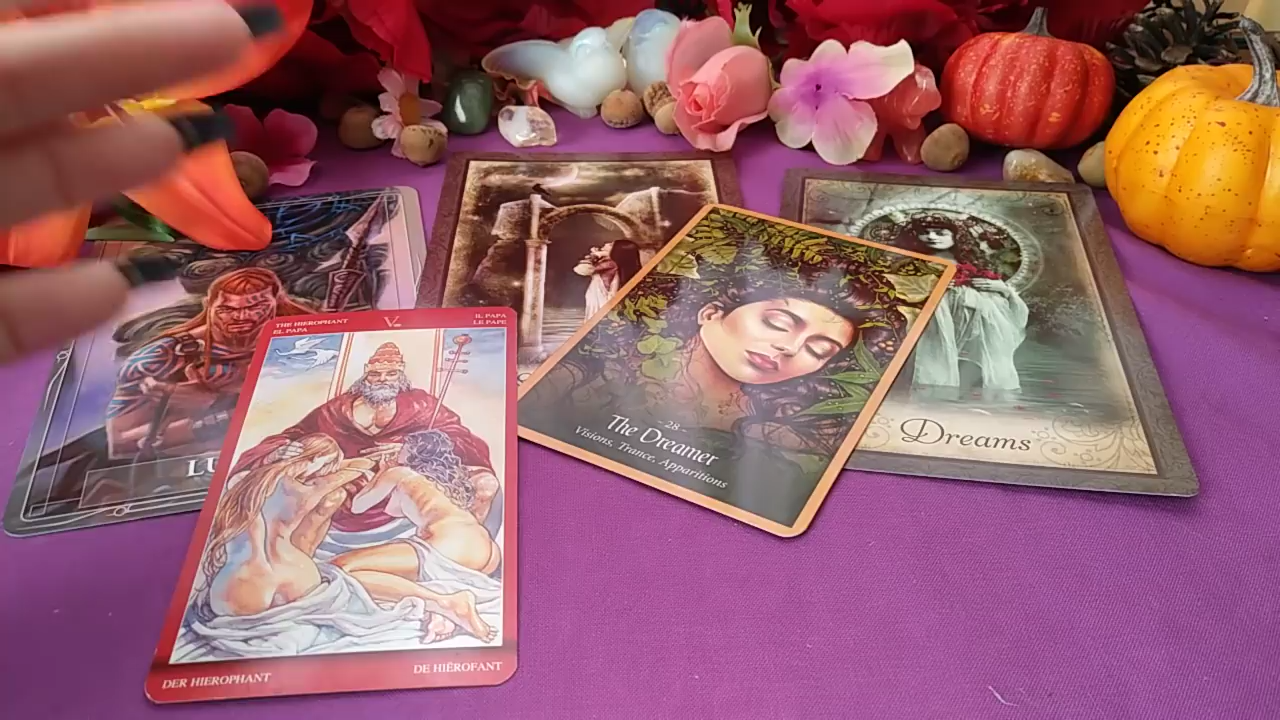 THE HIEROPHANT
EL PAPA
V
IL PAPA
LE PAPE
DER HIEROPHANT
DE HIËROFANT
- 28 -
The Dreamer
Visions, Trance, Apparitions
Dreams